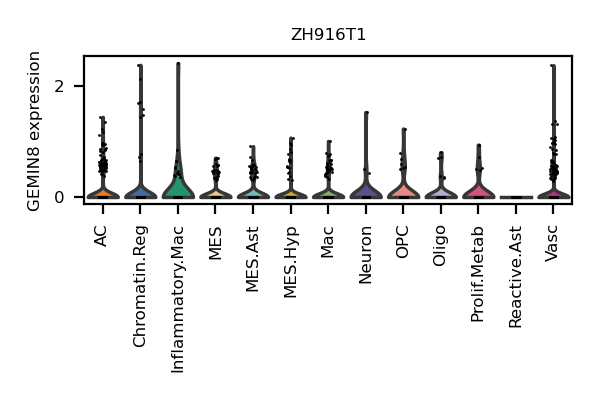 ZH916T1
GEMIN8 expression
2
0
AC
Chromatin.Reg
Inflammatory.Mac
MES
MES.Ast
MES.Hyp
Mac
Neuron
OPC
Oligo
Prolif.Metab
Reactive.Ast
Vasc